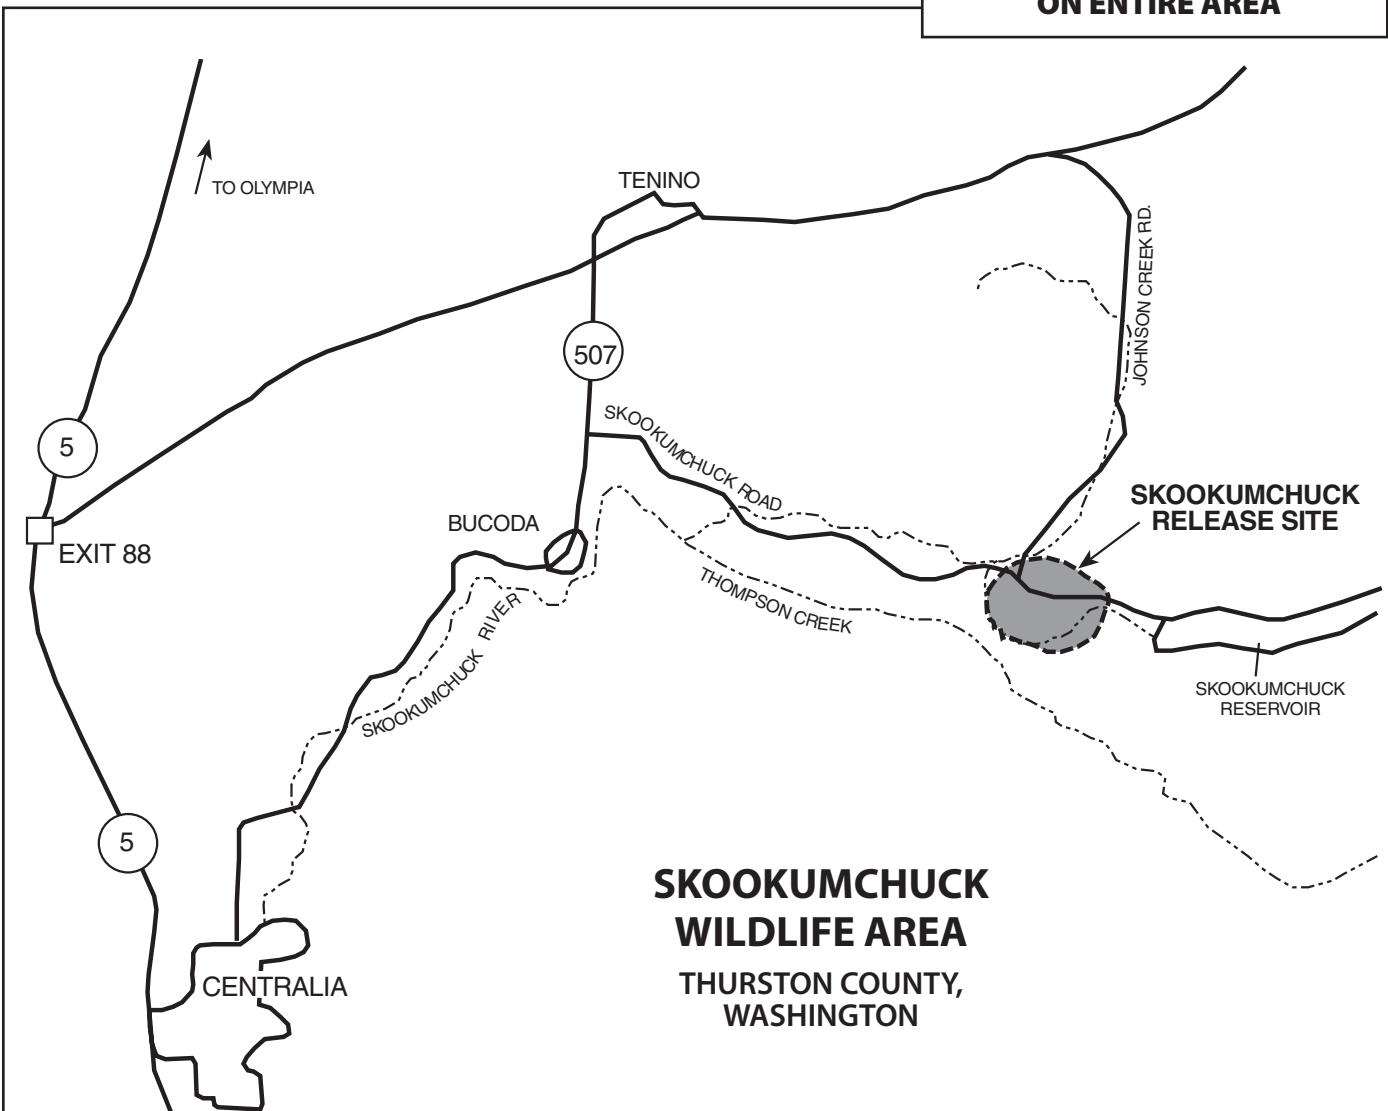 ON ENTIRE AREA
TO OLYMPIA
TENINO
JOHNSON CREEK RD.
507
SKOOKUMCHUCK ROAD
5
SKOOKUMCHUCK
RELEASE SITE
BUCODA
EXIT 88
THOMPSON CREEK
SKOOKUMCHUCK RIVER
SKOOKUMCHUCK
RESERVOIR
5
SKOOKUMCHUCK
WILDLIFE AREA
THURSTON COUNTY,
WASHINGTON
CENTRALIA